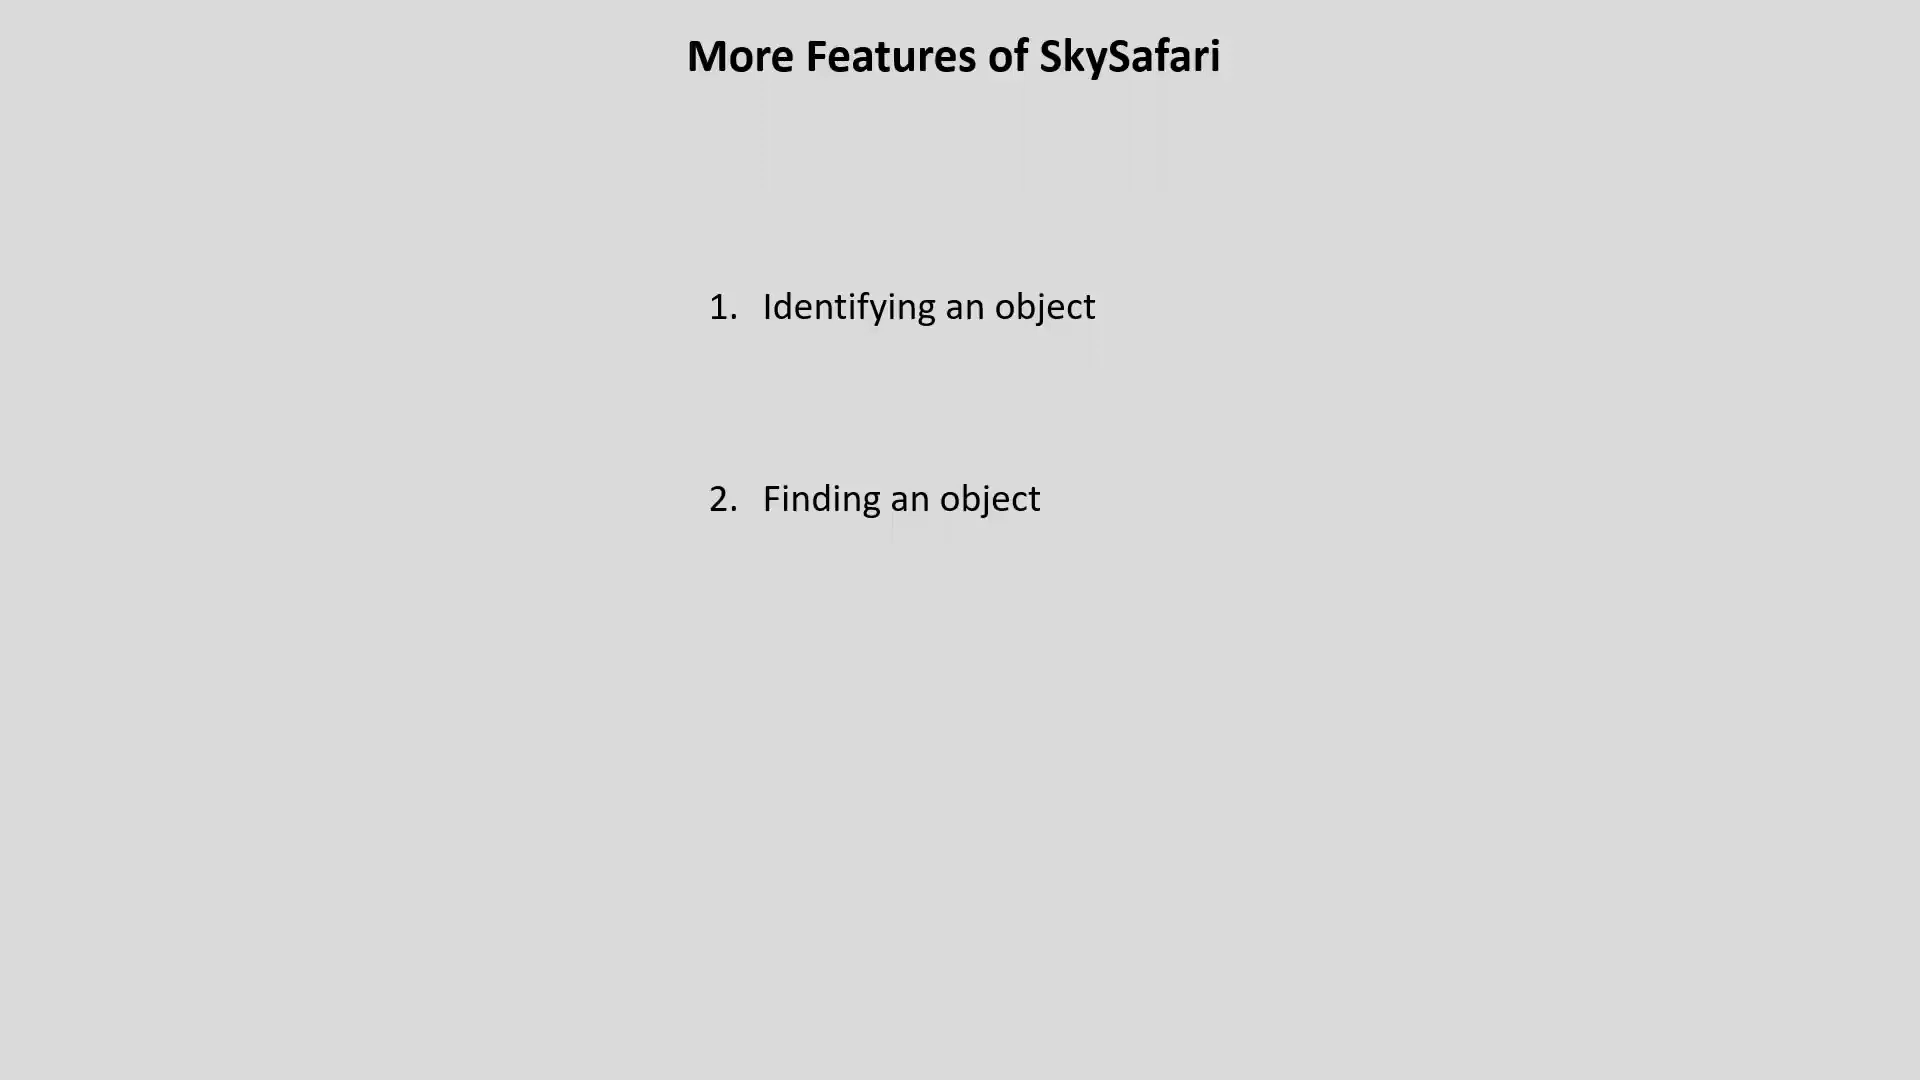 More Features of SkySafari
1. Identifying an object
2. Finding an object